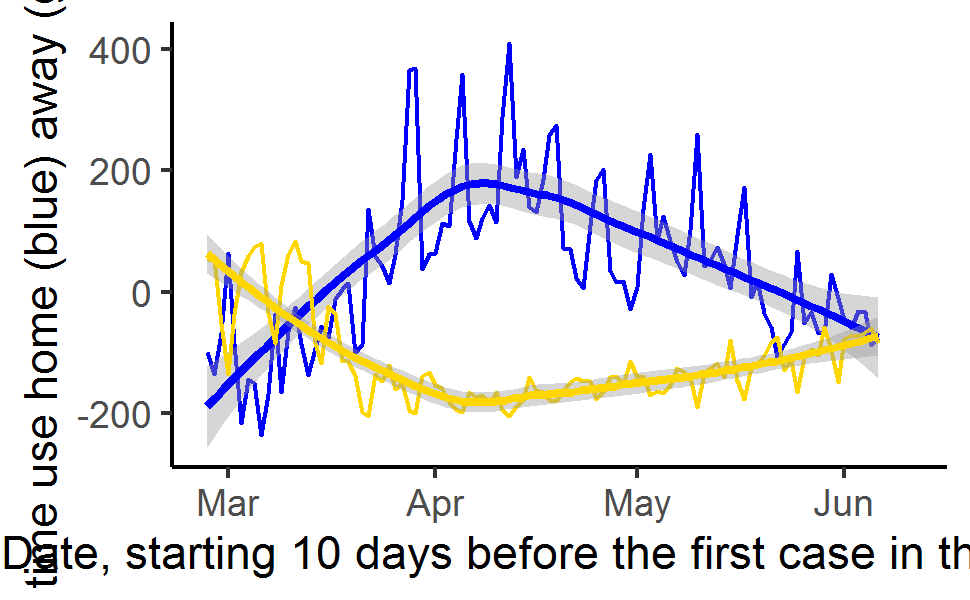 time use home (blue) away (
400
200
0
-200
Mar Apr May Jun
Date, starting 10 days before the first case in th